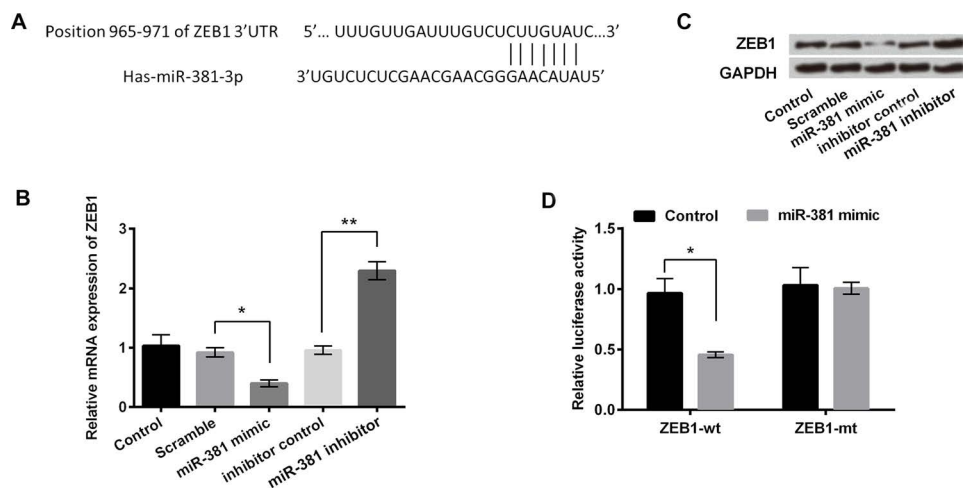 A
Position 965-971 of ZEB1 3'UTR 5'... UUUGUUGAUUUGUCUCUUGUAUC...3'
Has-miR-381-3p 3'UGUCUCUCGAACGAACGGGAACAUAU5'
B
Relative mRNA expression of ZEB1
3
2
1
0
*
**
Control
Scramble
miR-381 mimic
inhibitor control
miR-381 inhibitor
C
ZEB1
GAPDH
Control
Scramble
miR-381 mimic
inhibitor control
miR-381 inhibitor
D
Control
miR-381 mimic
Relative luciferase activity
1.5
1.0
0.5
0.0
*
ZEB1-wt
ZEB1-mt